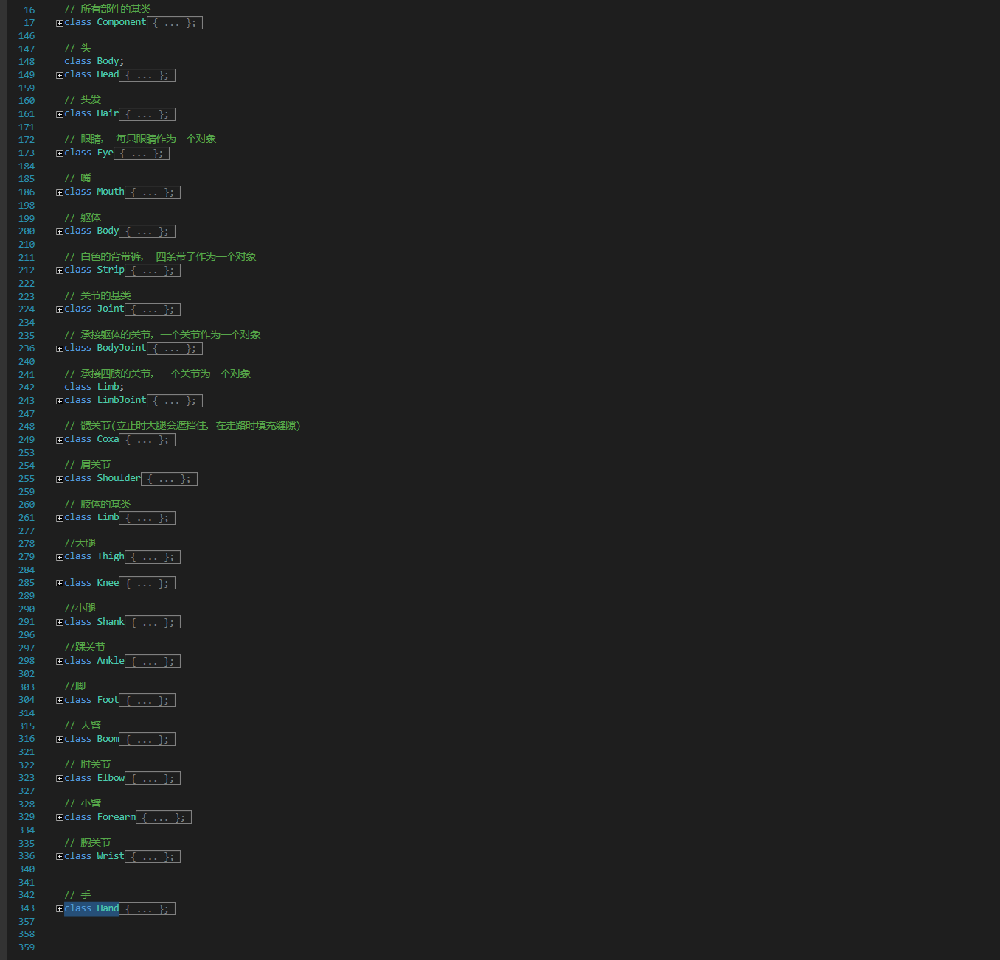 16 // 所有部件的基类
17 class Component { ... };
146
147 // 头
148 class Body;
149 class Head { ... };
159
160 // 头发
161 class Hair { ... };
171
172 // 眼睛， 每只眼睛作为一个对象
173 class Eye { ... };
184
185 // 嘴
186 class Mouth { ... };
198
199 // 躯体
200 class Body { ... };
210
211 // 白色的背带裤， 四条带子作为一个对象
212 class Strip { ... };
222
223 // 关节的基类
224 class Joint { ... };
234
235 // 承接躯体的关节，一个关节作为一个对象
236 class BodyJoint { ... };
240
241 // 承接四肢的关节，一个关节为一个对象
242 class Limb;
243 class LimbJoint { ... };
247
248 // 髋关节(立正时大腿会遮挡住，在走路时填充缝隙)
249 class Coxa { ... };
253
254 // 肩关节
255 class Shoulder { ... };
259
260 // 肢体的基类
261 class Limb { ... };
277
278 //大腿
279 class Thigh { ... };
284
285 class Knee { ... };
289
290 //小腿
291 class Shank { ... };
296
297 //踝关节
298 class Ankle { ... };
302
303 //脚
304 class Foot { ... };
314
315 // 大臂
316 class Boom { ... };
321
322 // 肘关节
323 class Elbow { ... };
327
328 // 小臂
329 class Forearm { ... };
334
335 // 腕关节
336 class Wrist { ... };
340
341
342 // 手
343 class Hand { ... };
357
358
359